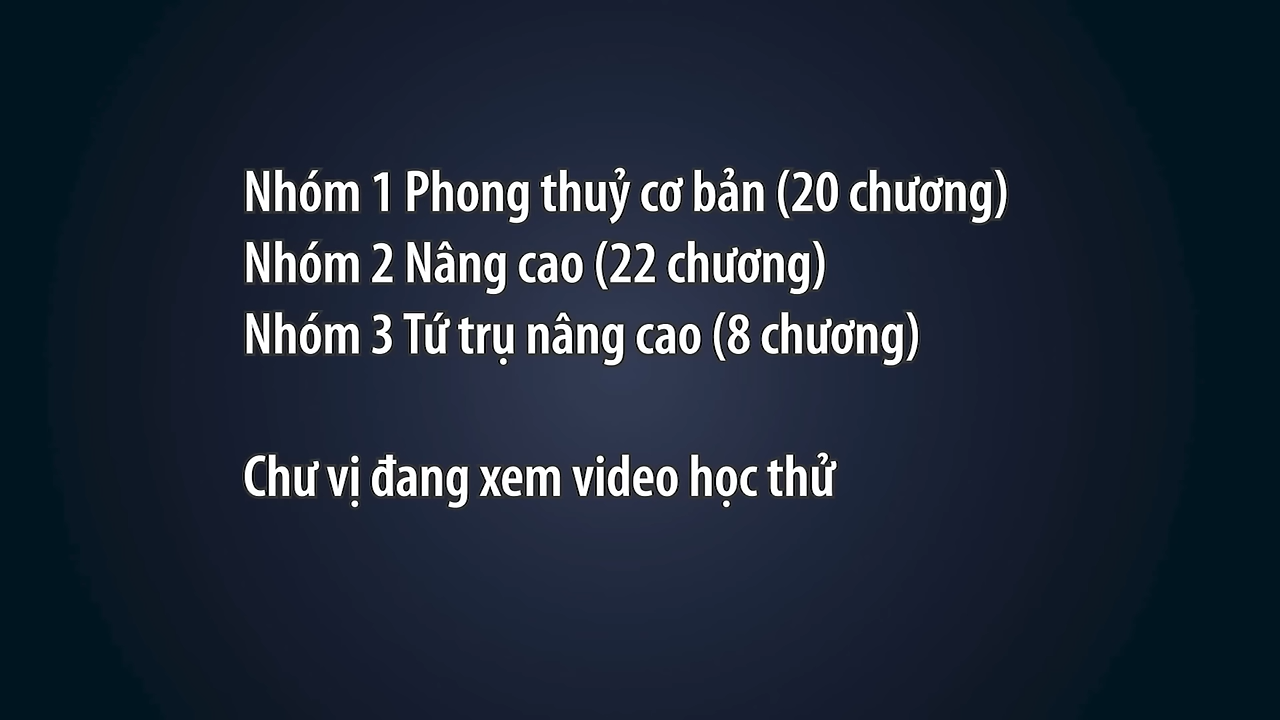 Nhóm 1 Phong thuỷ cơ bản (20 chương)
Nhóm 2 Nâng cao (22 chương)
Nhóm 3 Tứ trụ nâng cao (8 chương)
Chư vị đang xem video học thử